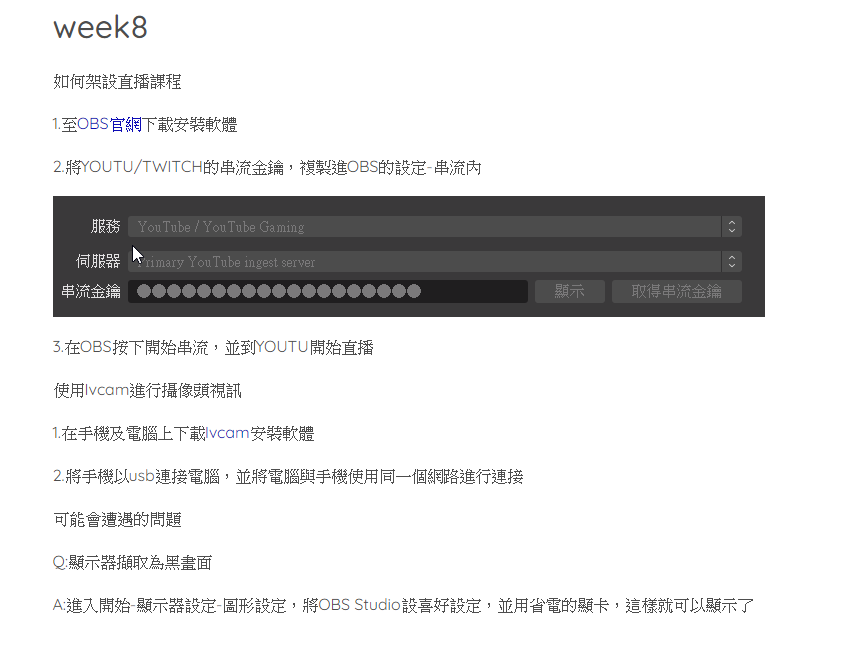 week8
如何架設直播課程
1.至OBS官網下載安裝軟體
2.將YOUTU/TWITCH的串流金鑰，複製進OBS的設定-串流內
服務 YouTube / YouTube Gaming
伺服器 Primary YouTube ingest server
串流金鑰 ●●●●●●●●●●●●●●●●●●● 顯示 取得串流金鑰
3.在OBS按下開始串流，並到YOUTU開始直播
使用Ivcam進行攝像頭視訊
1.在手機及電腦上下載Ivcam安裝軟體
2.將手機以usb連接電腦，並將電腦與手機使用同一個網路進行連接
可能會遭遇的問題
Q:顯示器擷取為黑畫面
A:進入開始-顯示器設定-圖形設定，將OBS Studio設喜好設定，並用省電的顯卡，這樣就可以顯示了